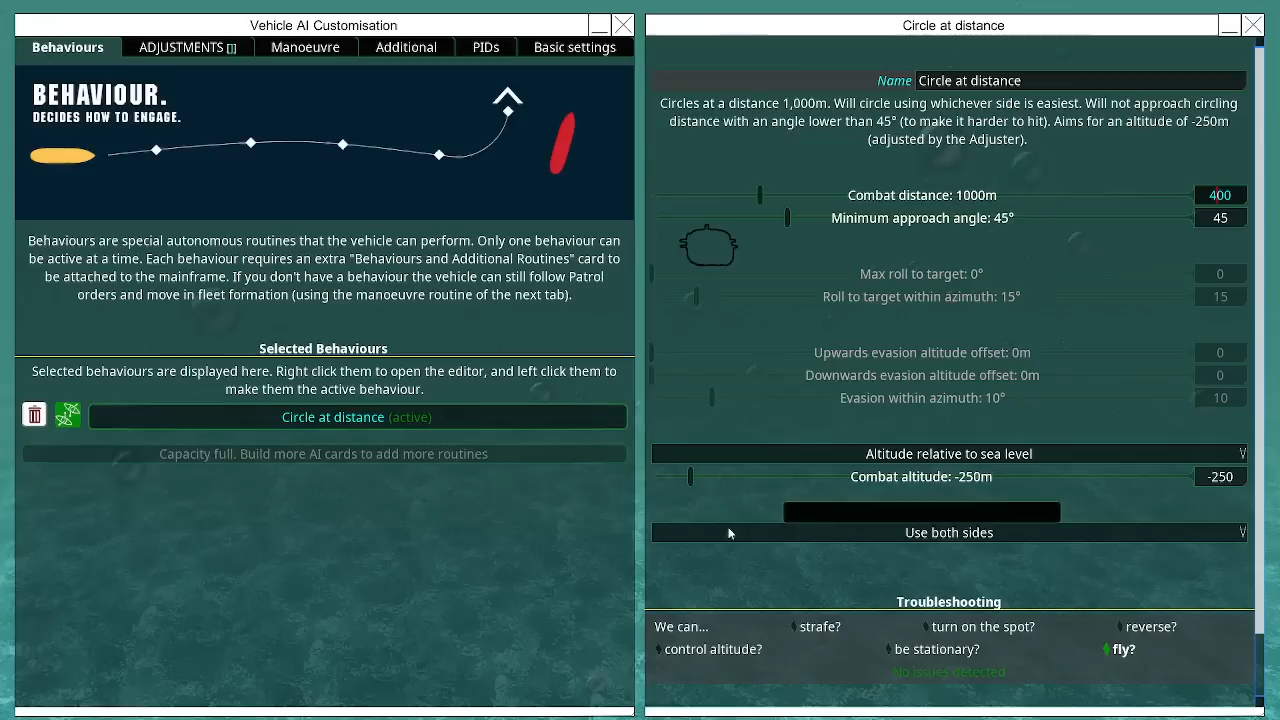 Vehicle AI Customisation
Behaviours
ADJUSTMENTS []
Manoeuvre
Additional
PIDs
Basic settings
BEHAVIOUR.
DECIDES HOW TO ENGAGE.
Behaviours are special autonomous routines that the vehicle can perform. Only one behaviour can
be active at a time. Each behaviour requires an extra "Behaviours and Additional Routines" card to
be attached to the mainframe. If you don't have a behaviour the vehicle can still follow Patrol
orders and move in fleet formation (using the manoeuvre routine of the next tab).
Selected Behaviours
Selected behaviours are displayed here. Right click them to open the editor, and left click them to
make them the active behaviour.
Circle at distance (active)
Capacity full. Build more AI cards to add more routines
Circle at distance
Name Circle at distance
Circles at a distance 1,000m. Will circle using whichever side is easiest. Will not approach circling
distance with an angle lower than 45° (to make it harder to hit). Aims for an altitude of -250m
(adjusted by the Adjuster).
Combat distance: 1000m 400
Minimum approach angle: 45° 45
Max roll to target: 0° 0
Roll to target within azimuth: 15° 15
Upwards evasion altitude offset: 0m 0
Downwards evasion altitude offset: 0m 0
Evasion within azimuth: 10° 10
Altitude relative to sea level
Combat altitude: -250m -250
Use both sides
Troubleshooting
We can... strafe? turn on the spot? reverse?
control altitude? be stationary? fly?
No issues detected